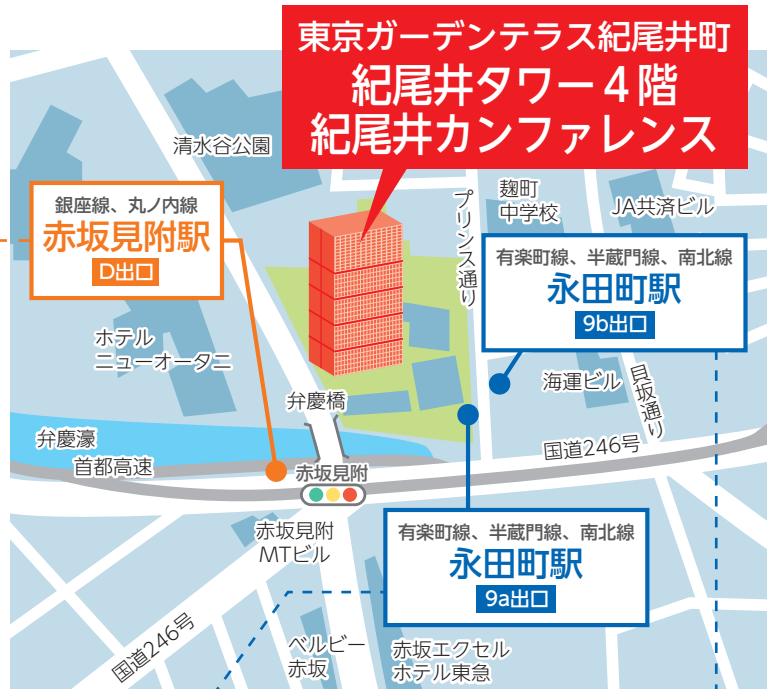 東京ガーデンテラス紀尾井町
紀尾井タワー4階
紀尾井カンファレンス
清水谷公園
銀座線、丸ノ内線
赤坂見附駅
D出口
プリンス通り
麹町
中学校
JA共済ビル
有楽町線、半蔵門線、南北線
永田町駅
9b出口
ホテル
ニューオータニ
海運ビル
貝坂通り
弁慶橋
弁慶濠
首都高速
国道246号
赤坂見附
赤坂見附
MTビル
有楽町線、半蔵門線、南北線
永田町駅
9a出口
国道246号
ベルビー
赤坂
赤坂エクセル
ホテル東急